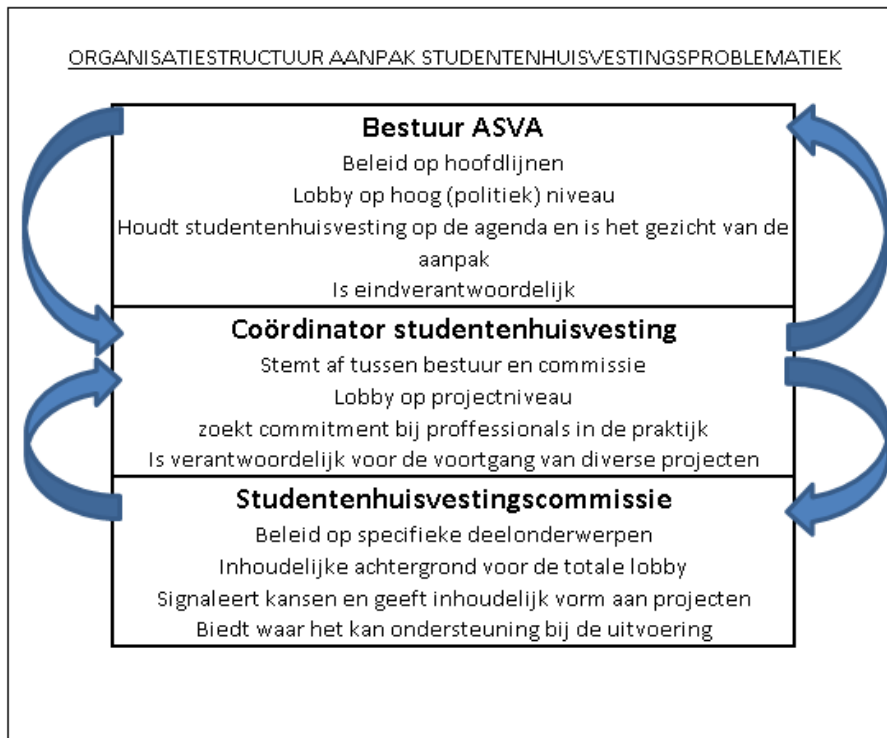 ORGANISATIESTRUCTUUR AANPAK STUDENTENHUISVESTINGSPROBLEMATIEK
Bestuur ASVA
Beleid op hoofdlijnen
Lobby op hoog (politiek) niveau
Houdt studentenhuisvesting op de agenda en is het gezicht van de
aanpak
Is eindverantwoordelijk
Coördinator studentenhuisvesting
Stemt af tussen bestuur en commissie
Lobby op projectniveau
zoekt commitment bij proffessionals in de praktijk
Is verantwoordelijk voor de voortgang van diverse projecten
Studentenhuisvestingscommissie
Beleid op specifieke deelonderwerpen
Inhoudelijke achtergrond voor de totale lobby
Signaleert kansen en geeft inhoudelijk vorm aan projecten
Biedt waar het kan ondersteuning bij de uitvoering